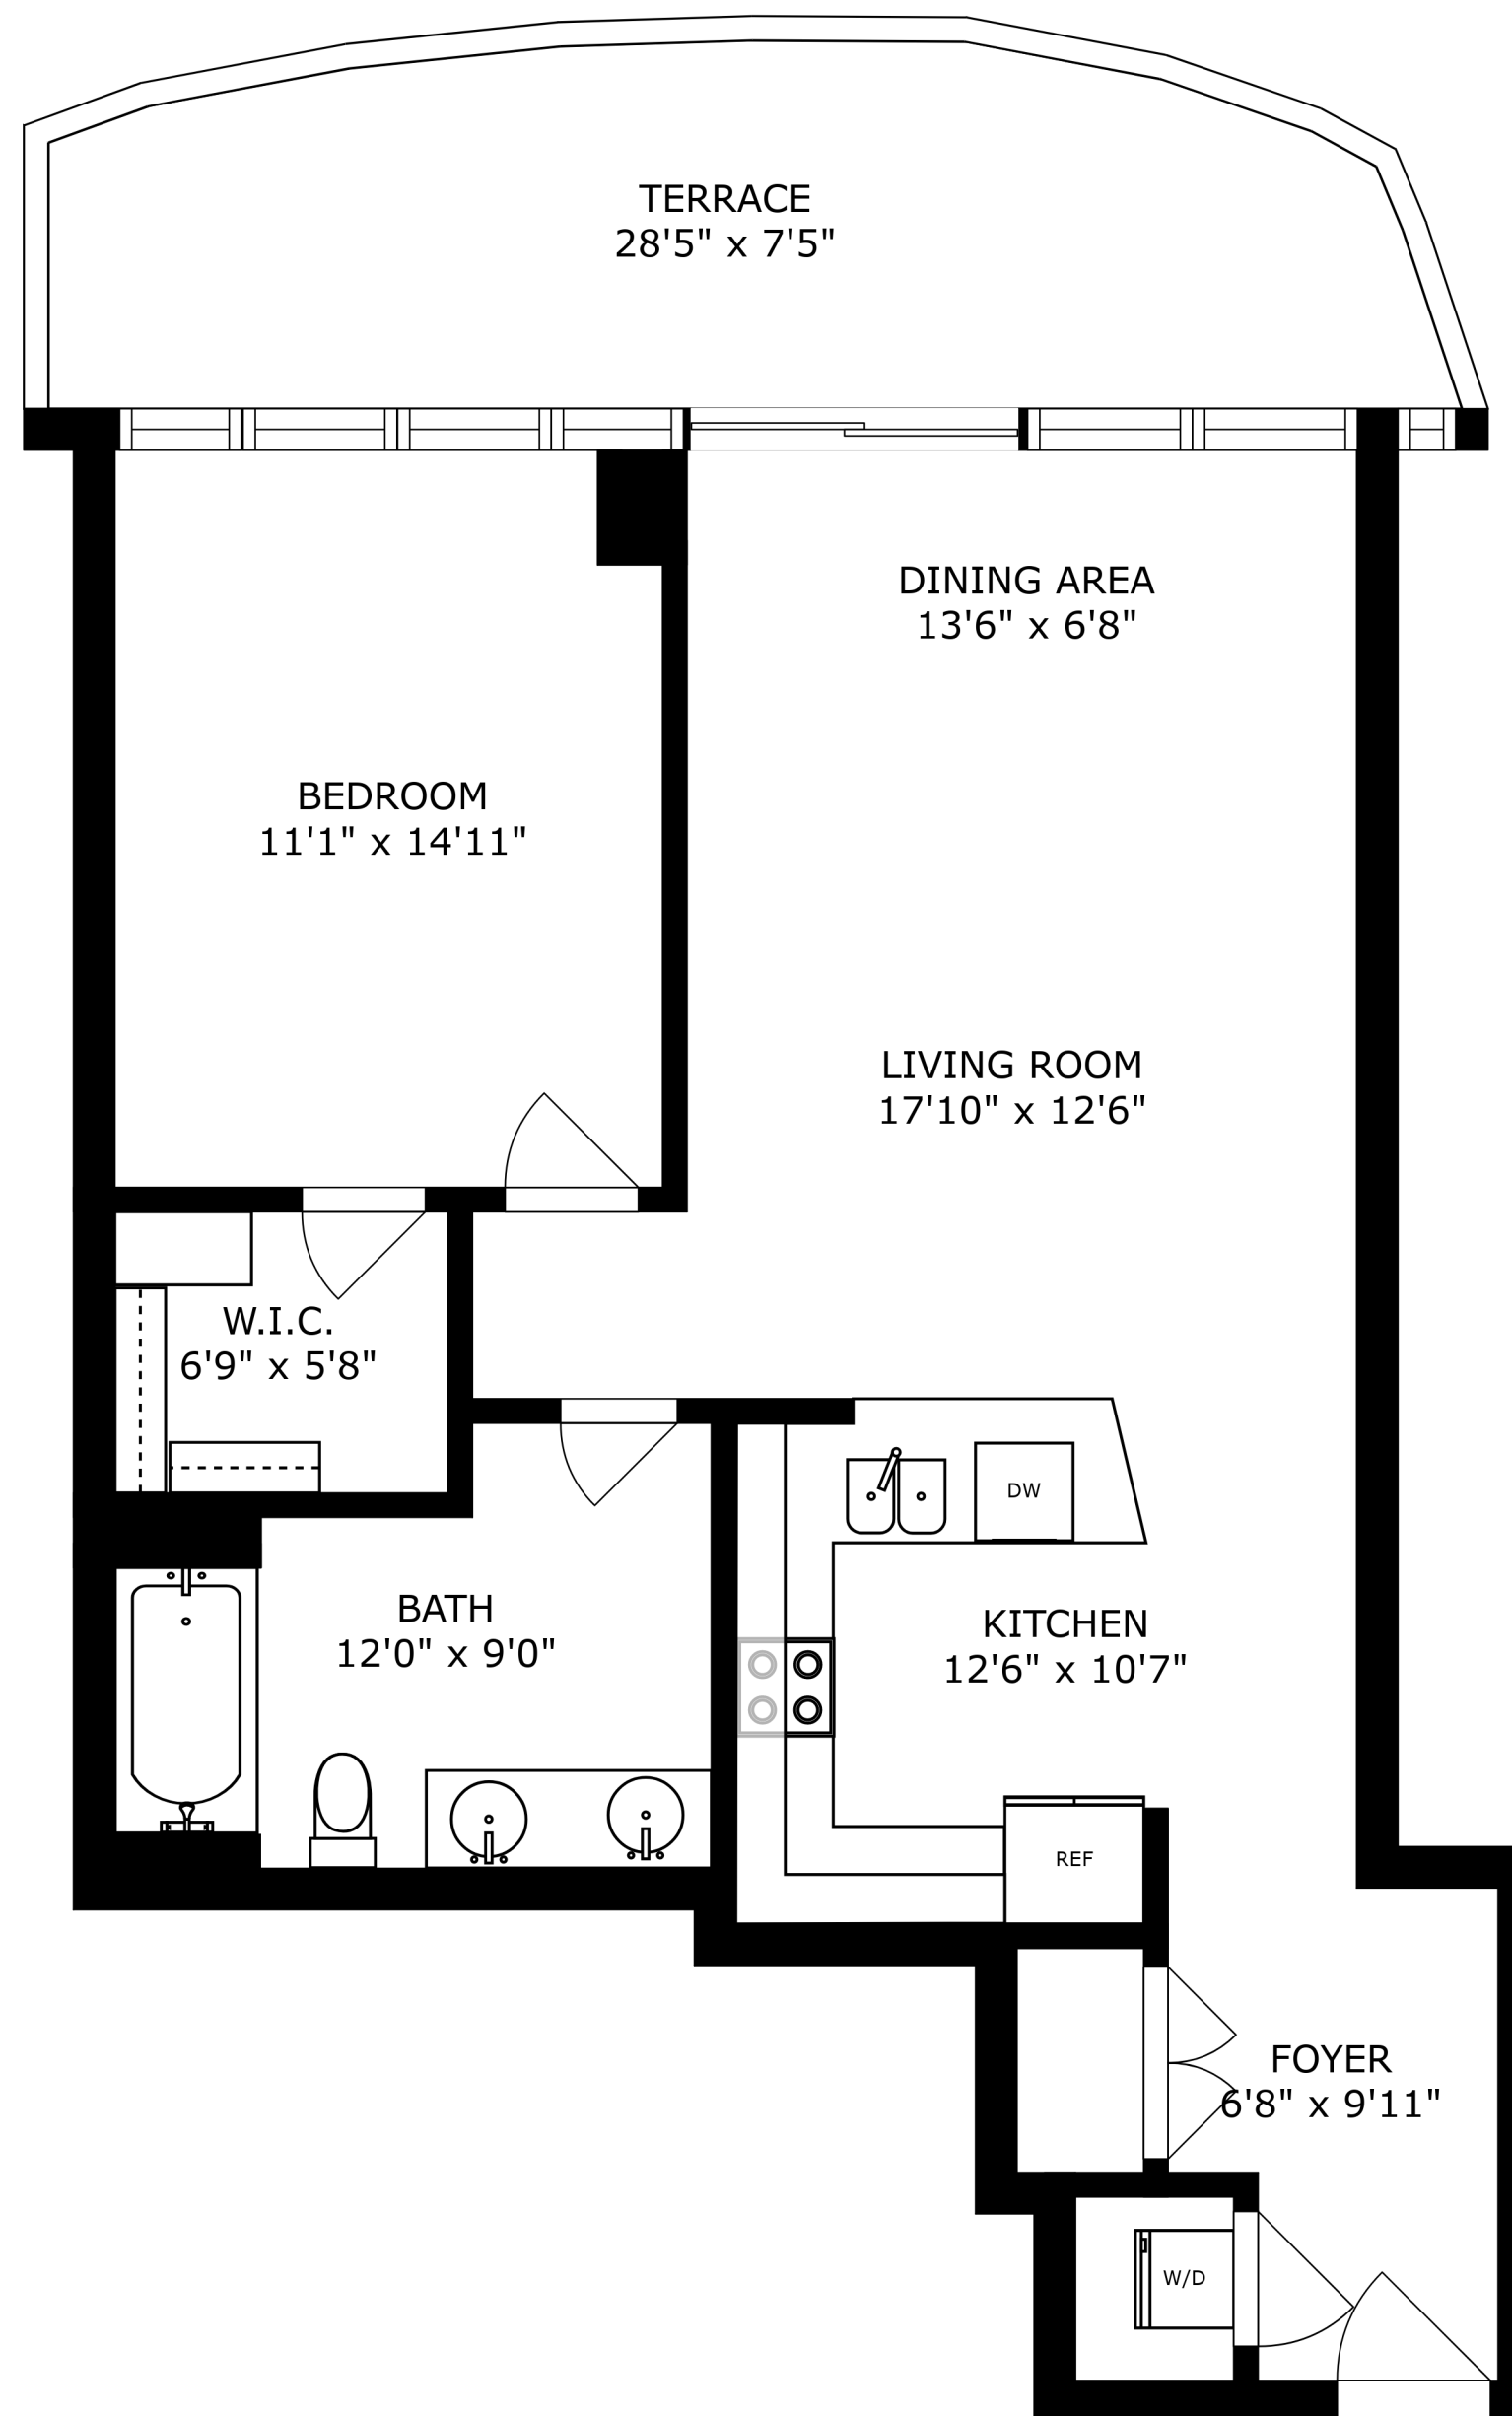 TERRACE
28'5" x 7'5"
DINING AREA
13'6" x 6'8"
BEDROOM
11'1" x 14'11"
LIVING ROOM
17'10" x 12'6"
W.I.C.
6'9" x 5'8"
DW
BATH
12'0" x 9'0"
KITCHEN
12'6" x 10'7"
REF
FOYER
6'8" x 9'11"
W/D